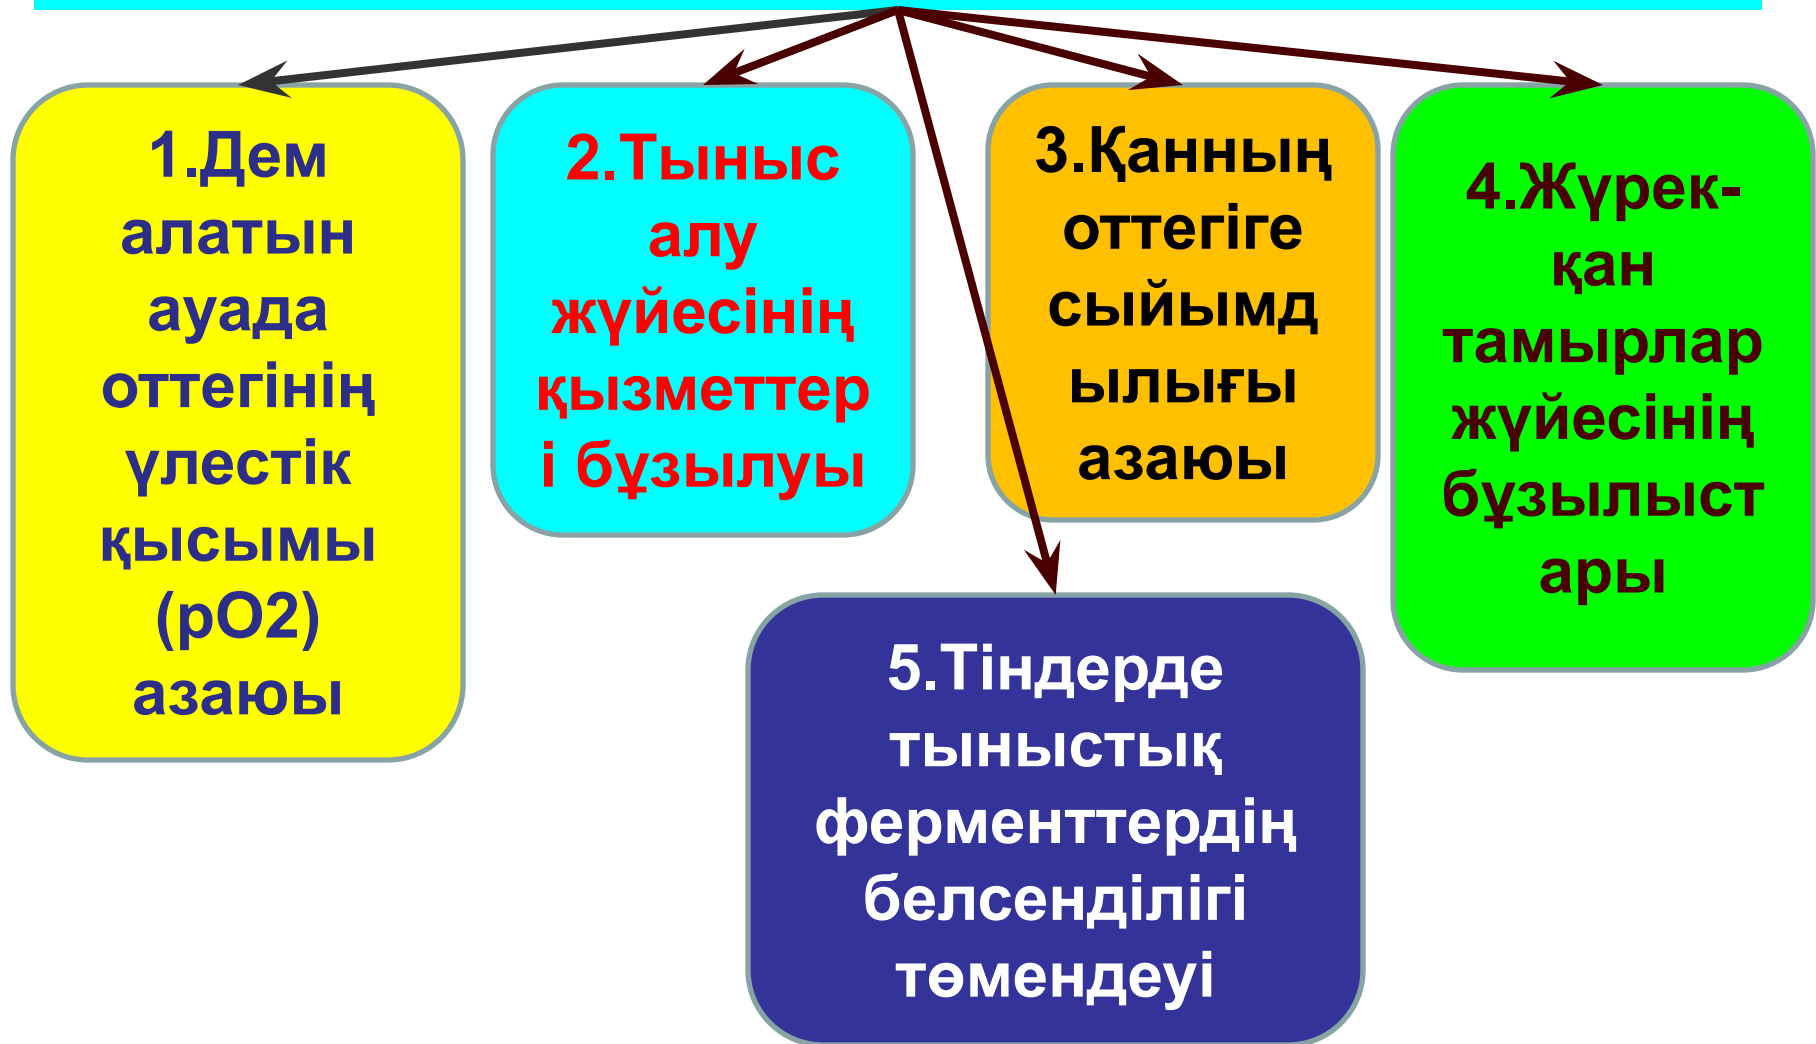 1.Дем
алатын
ауада
оттегінің
үлестік
қысымы
(рО2)
азаюы
2.Тыныс
алу
жүйесінің
қызметтер
і бұзылуы
3.Қанның
оттегіге
сыйымд
ылығы
азаюы
4.Жүрек-
қан
тамырлар
жүйесінің
бұзылыст
ары
5.Тіндерде
тыныстық
ферменттердің
белсенділігі
төмендеуі